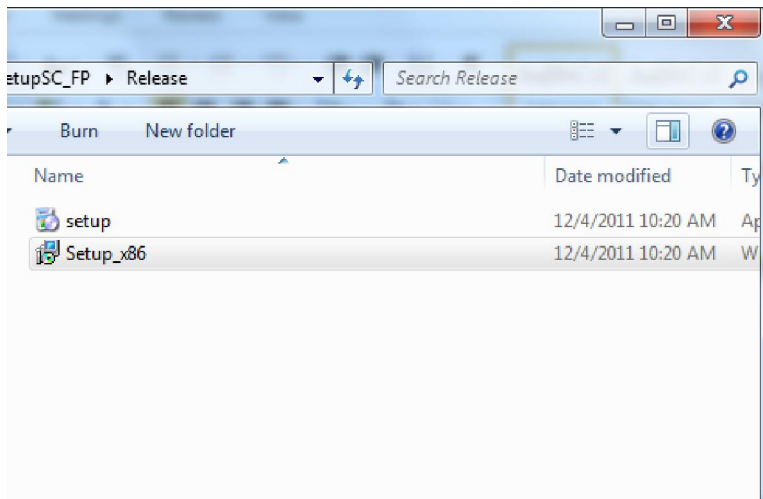 etupSC_FP ▸ Release Search Release
Burn New folder
Name Date modified Ty
setup 12/4/2011 10:20 AM Ap
Setup_x86 12/4/2011 10:20 AM W